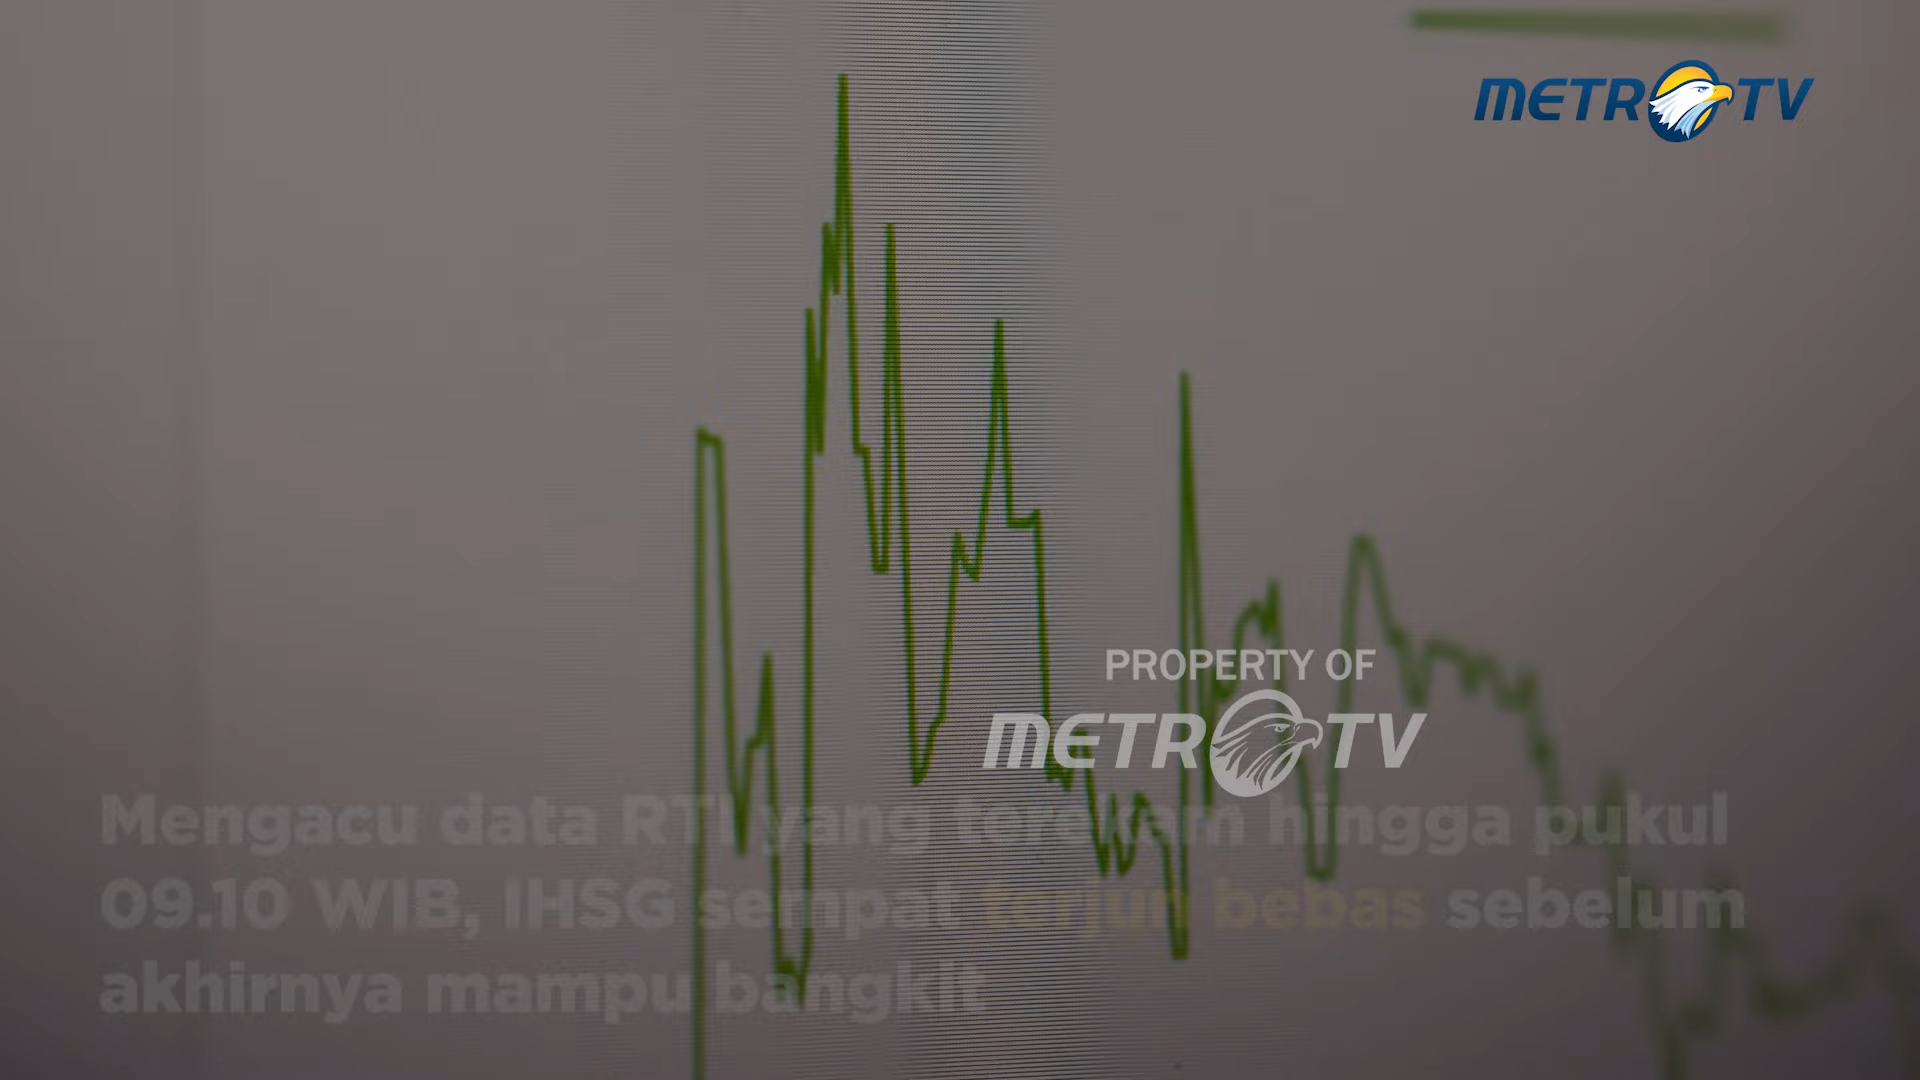 METRO TV
PROPERTY OF
METRO TV
Mengacu data RTI yang terekam hingga pukul
09.10 WIB, IHSG sempat terjun bebas sebelum
akhirnya mampu bangkit